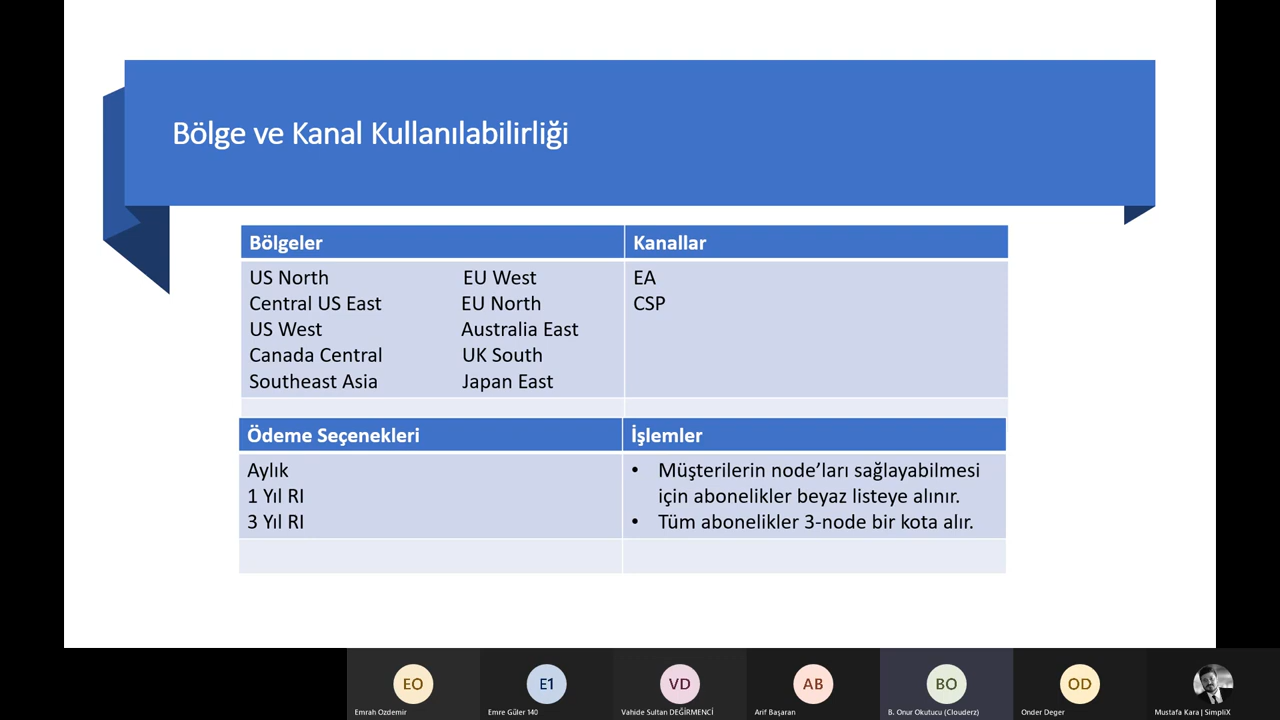 Bölge ve Kanal Kullanılabilirliği
Bölgeler
Kanallar
US North
Central US East
US West
Canada Central
Southeast Asia
EU West
EU North
Australia East
UK South
Japan East
EA
CSP
Ödeme Seçenekleri
İşlemler
Aylık
1 Yıl RI
3 Yıl RI
• Müşterilerin node’ları sağlayabilmesi
için abonelikler beyaz listeye alınır.
• Tüm abonelikler 3-node bir kota alır.
EO
E1
VD
AB
BO
OD
Emrah Ozdemir
Emre Güler 140
Vahide Sultan DEĞİRMENCİ
Arif Başaran
B. Onur Okutucu (Clouderz)
Onder Deger
Mustafa Kara | SimpliX